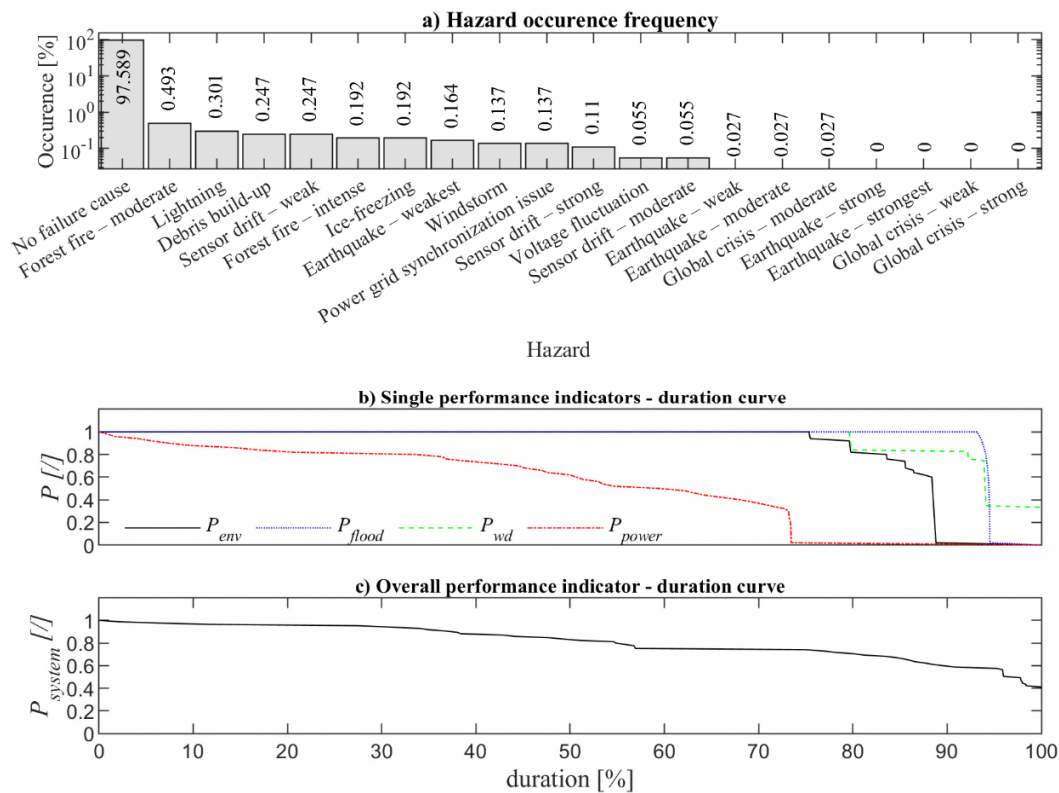 a) Hazard occurence frequency
Occurence [%]
10^2
10^1
10^0
10^-1
97.589
0.493
0.301
0.247
0.247
0.192
0.192
0.164
0.137
0.137
0.11
0.055
0.055
0.027
0.027
0.027
0
0
0
0
No failure cause
Forest fire – moderate
Lightning
Debris build-up
Sensor drift – weak
Forest fire – intense
Ice-freezing
Earthquake – weakest
Windstorm
Power grid synchronization issue
Sensor drift – strong
Voltage fluctuation
Sensor drift – moderate
Earthquake – weak
Earthquake – moderate
Global crisis – moderate
Earthquake – strong
Earthquake – strongest
Global crisis – weak
Global crisis – strong
Hazard
b) Single performance indicators - duration curve
P [/]
1
0.8
0.6
0.4
0.2
0
P_env P_flood P_wd P_power
c) Overall performance indicator - duration curve
P_system [/]
1
0.8
0.6
0.4
0.2
0
0 10 20 30 40 50 60 70 80 90 100
duration [%]